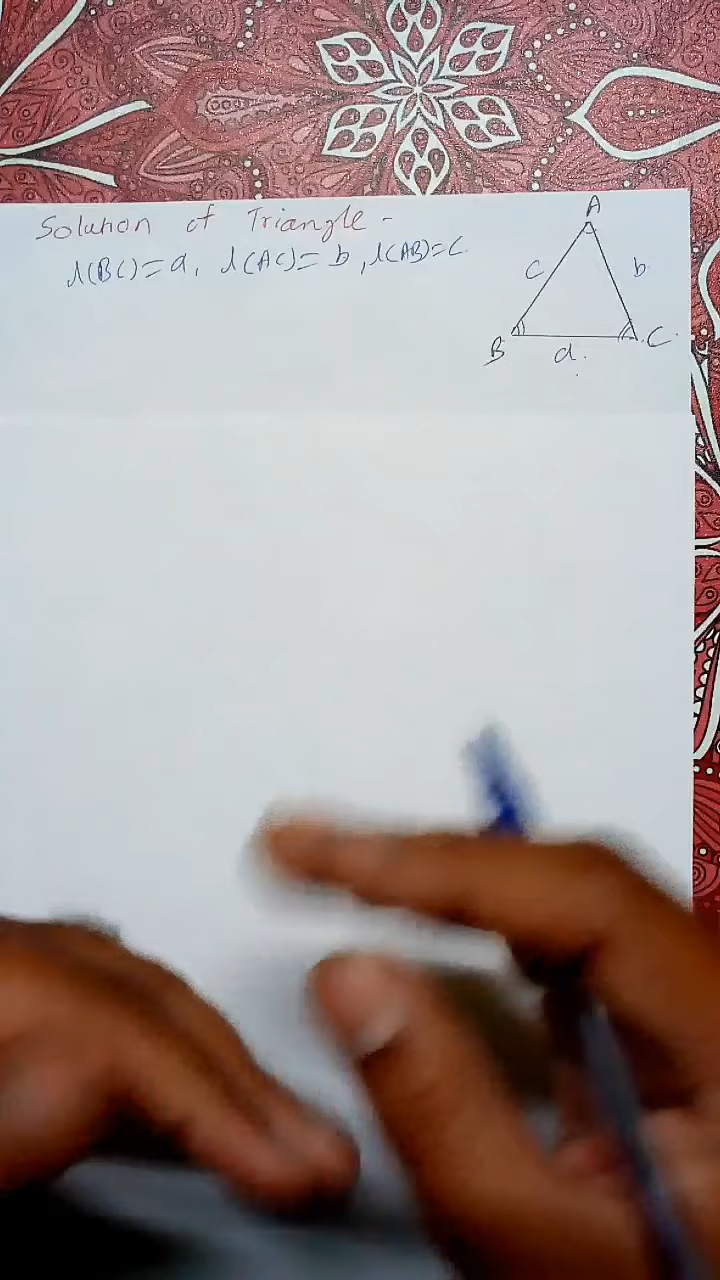 Solution of Triangle -
l(BC)=a, l(AC)= b, l(AB)=c
A
c b
B C
a